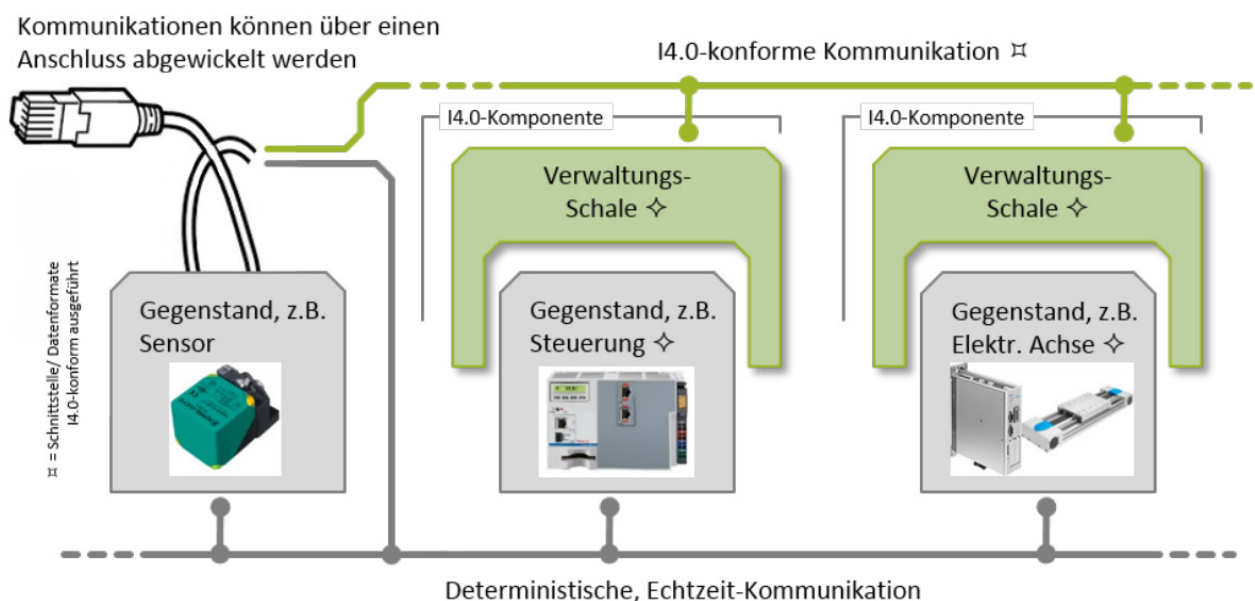 Kommunikationen können über einen
Anschluss abgewickelt werden
I4.0-konforme Kommunikation ¤
I4.0-Komponente
I4.0-Komponente
Verwaltungs-
Schale ✧
Verwaltungs-
Schale ✧
¤ = Schnittstelle/ Datenformate
I4.0-konform ausgeführt
Gegenstand, z.B.
Sensor
Gegenstand, z.B.
Steuerung ✧
Gegenstand, z.B.
Elektr. Achse ✧
Deterministische, Echtzeit-Kommunikation